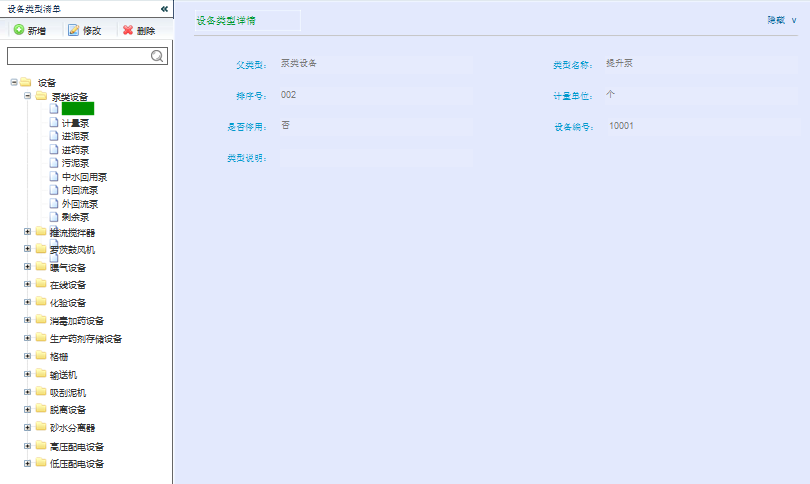 设备类型清单 «
新增 修改 删除
设备
泵类设备
计量泵
进泥泵
进药泵
污泥泵
中水回用泵
内回流泵
外回流泵
剩余泵
推流搅拌器
罗茨鼓风机
曝气设备
在线设备
化验设备
消毒加药设备
生产药剂存储设备
格栅
输送机
吸刮泥机
脱离设备
砂水分离器
高压配电设备
低压配电设备
设备类型详情 隐藏 ∨
父类型: 泵类设备 类型名称: 提升泵
排序号: 002 计量单位: 个
是否停用: 否 设备编号: 10001
类型说明: